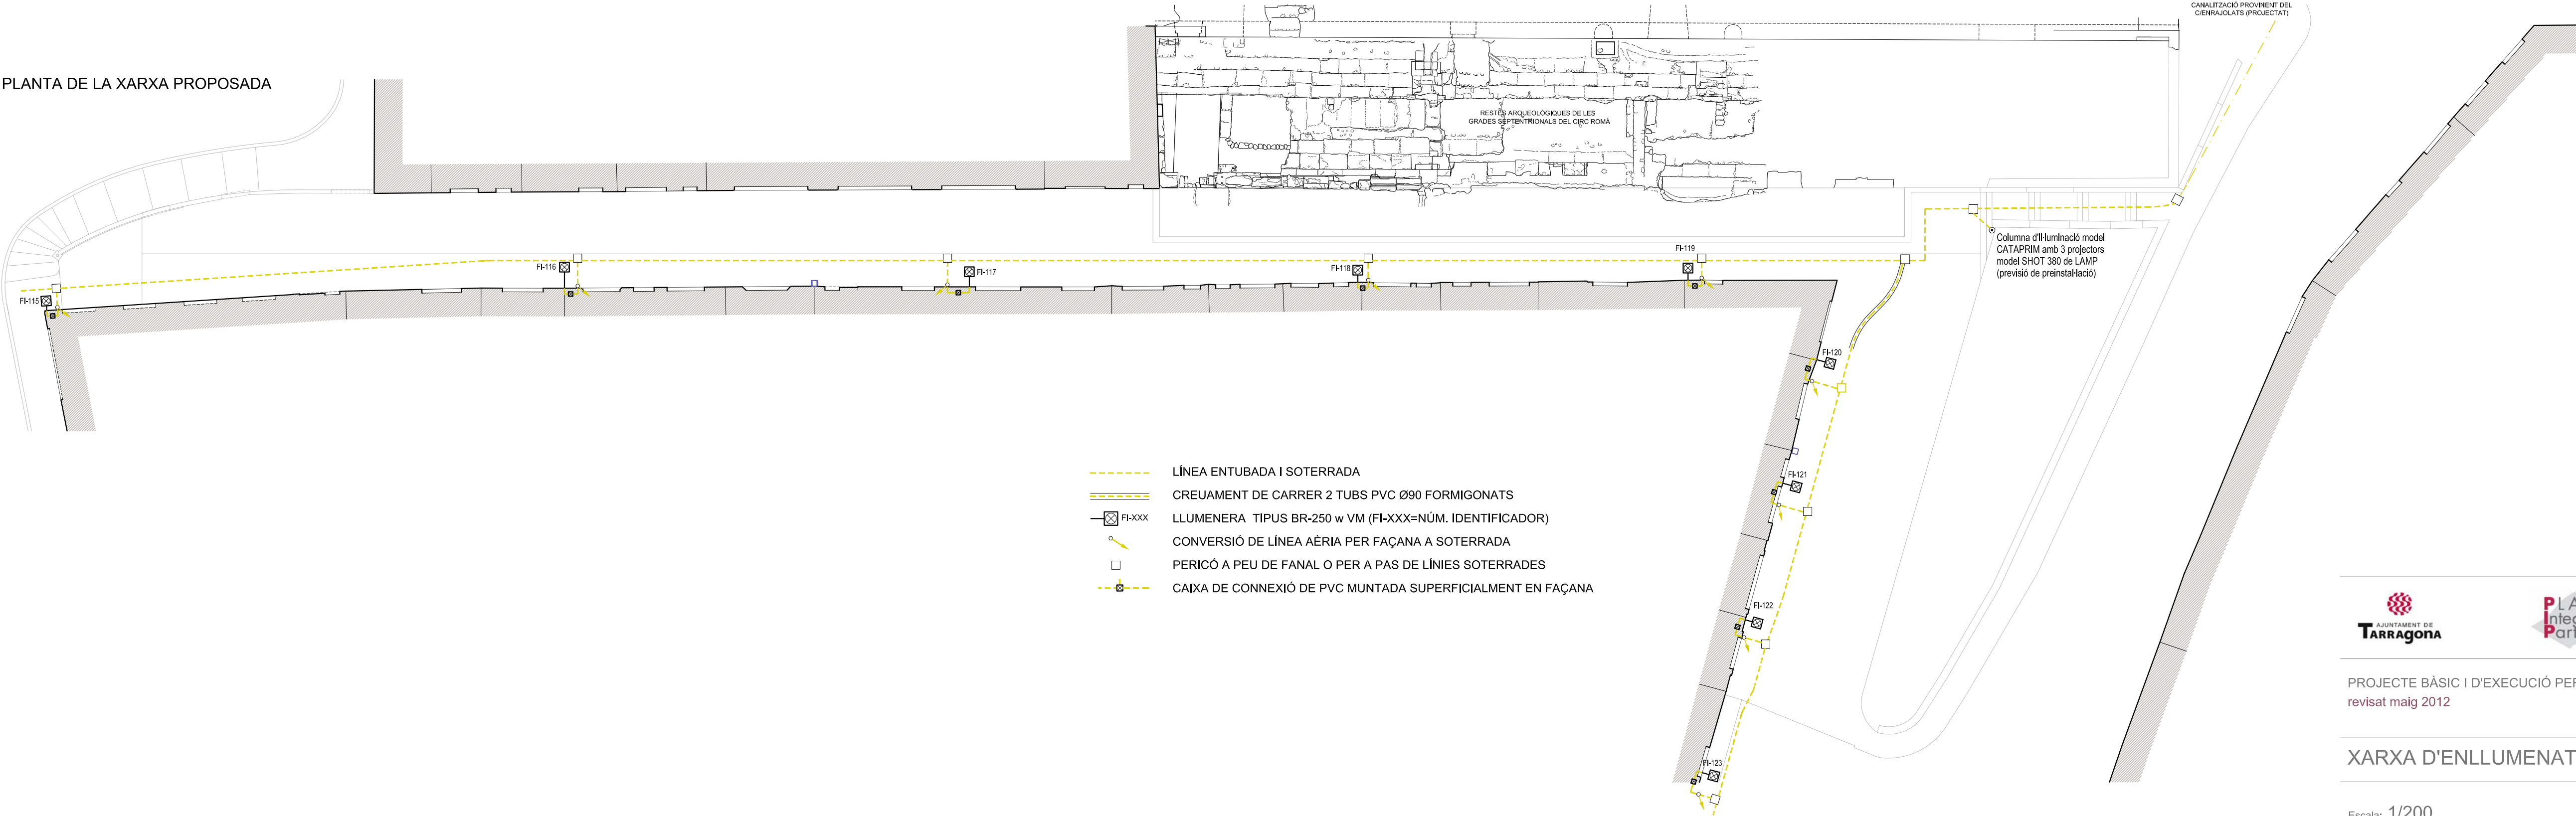 CANALITZACIÓ PROVINENT DEL
C/ENRAJOLATS (PROJECTAT)
PLANTA DE LA XARXA PROPOSADA
RESTES ARQUEOLÒGIQUES DE LES
GRADES SEPTENTRIONALS DEL CIRC ROMÀ
FI-115
FI-116
FI-117
FI-118
FI-119
Columna d'il·luminació model
CATAPRIM amb 3 projectors
model SHOT 380 de LAMP
(previsió de preinstal·lació)
FI-120
FI-121
FI-122
FI-123
LÍNEA ENTUBADA I SOTERRADA
CREUAMENT DE CARRER 2 TUBS PVC Ø90 FORMIGONATS
FI-XXX LLUMENERA TIPUS BR-250 w VM (FI-XXX=NÚM. IDENTIFICADOR)
CONVERSIÓ DE LÍNEA AÈRIA PER FAÇANA A SOTERRADA
PERICÓ A PEU DE FANAL O PER A PAS DE LÍNIES SOTERRADES
CAIXA DE CONNEXIÓ DE PVC MUNTADA SUPERFICIALMENT EN FAÇANA
AJUNTAMENT DE
TARRAGONA
PROJECTE BÀSIC I D'EXECUCIÓ PER
revisat maig 2012
XARXA D'ENLLUMENAT
Escala: 1/200